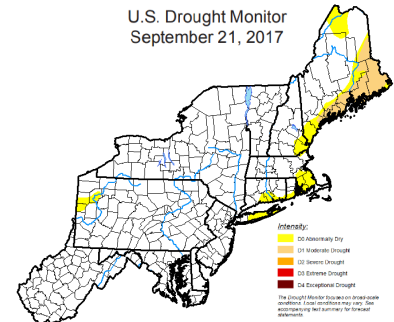 U.S. Drought Monitor
September 21, 2017
Intensity:
D0 Abnormally Dry
D1 Moderate Drought
D2 Severe Drought
D3 Extreme Drought
D4 Exceptional Drought
The Drought Monitor focuses on broad-scale
conditions. Local conditions may vary. See
accompanying text summary for forecast
statements.